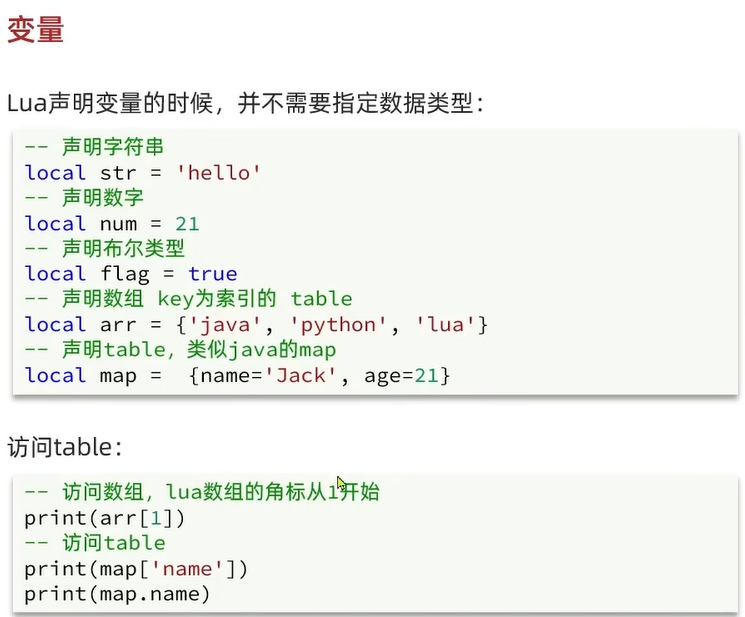 变量
Lua声明变量的时候，并不需要指定数据类型：
-- 声明字符串
local str = 'hello'
-- 声明数字
local num = 21
-- 声明布尔类型
local flag = true
-- 声明数组 key为索引的 table
local arr = {'java', 'python', 'lua'}
-- 声明table，类似java的map
local map =  {name='Jack', age=21}
访问table：
-- 访问数组，lua数组的角标从1开始
print(arr[1])
-- 访问table
print(map['name'])
print(map.name)